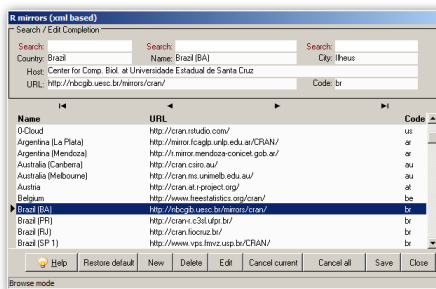 R mirrors (xml based)
Search / Edit Completion
Search: Search: Search:
Country: Brazil Name: Brazil (BA) City: Ilheus
Host: Center for Comp. Biol. at Universidade Estadual de Santa Cruz
URL: http://nbcgib.uesc.br/mirrors/cran/ Code: br
Name URL Code
0-Cloud http://cran.rstudio.com/ us
Argentina (La Plata) http://mirror.fcaglp.unlp.edu.ar/CRAN/ ar
Argentina (Mendoza) http://r.mirror.mendoza-conicet.gob.ar/ ar
Australia (Canberra) http://cran.csiro.au/ au
Australia (Melbourne) http://cran.ms.unimelb.edu.au/ au
Austria http://cran.at.r-project.org/ at
Belgium http://www.freestatistics.org/cran/ be
Brazil (BA) http://nbcgib.uesc.br/mirrors/cran/ br
Brazil (PR) http://cran-r.c3sl.ufpr.br/ br
Brazil (RJ) http://cran.fiocruz.br/ br
Brazil (SP 1) http://www.vps.fmvz.usp.br/CRAN/ br
Help Restore default New Delete Edit Cancel current Cancel all Save Close
Browse mode